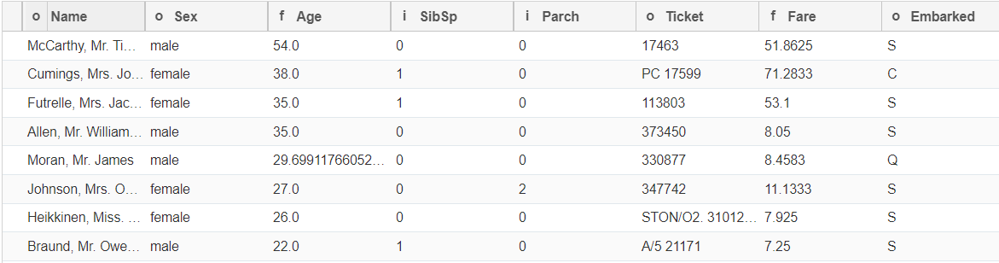 o Name o Sex f Age i SibSp i Parch o Ticket f Fare o Embarked
McCarthy, Mr. Ti... male 54.0 0 0 17463 51.8625 S
Cumings, Mrs. Jo... female 38.0 1 0 PC 17599 71.2833 C
Futrelle, Mrs. Jac... female 35.0 1 0 113803 53.1 S
Allen, Mr. William... male 35.0 0 0 373450 8.05 S
Moran, Mr. James male 29.69911766052... 0 0 330877 8.4583 Q
Johnson, Mrs. O... female 27.0 0 2 347742 11.1333 S
Heikkinen, Miss. ... female 26.0 0 0 STON/O2. 31012... 7.925 S
Braund, Mr. Owe... male 22.0 1 0 A/5 21171 7.25 S